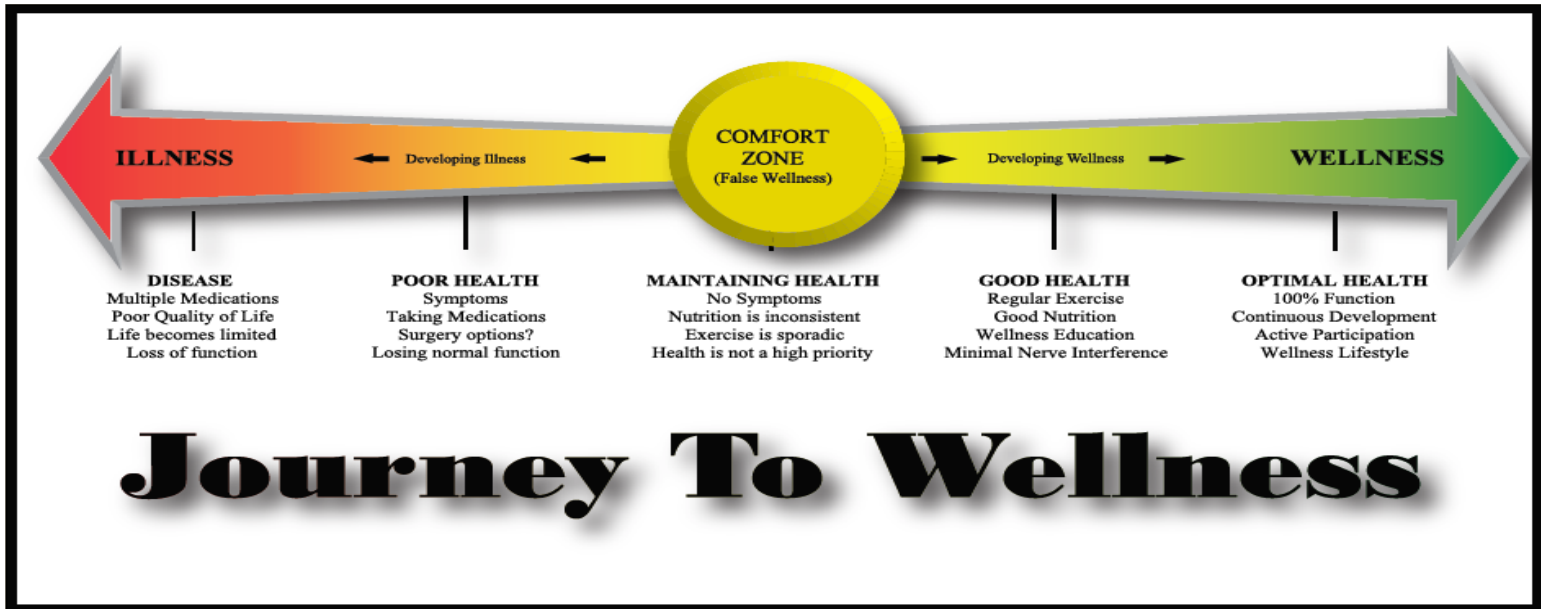 ILLNESS
Developing Illness
COMFORT
ZONE
(False Wellness)
Developing Wellness
WELLNESS
DISEASE
Multiple Medications
Poor Quality of Life
Life becomes limited
Loss of function
POOR HEALTH
Symptoms
Taking Medications
Surgery options?
Losing normal function
MAINTAINING HEALTH
No Symptoms
Nutrition is inconsistent
Exercise is sporadic
Health is not a high priority
GOOD HEALTH
Regular Exercise
Good Nutrition
Wellness Education
Minimal Nerve Interference
OPTIMAL HEALTH
100% Function
Continuous Development
Active Participation
Wellness Lifestyle
Journey To Wellness